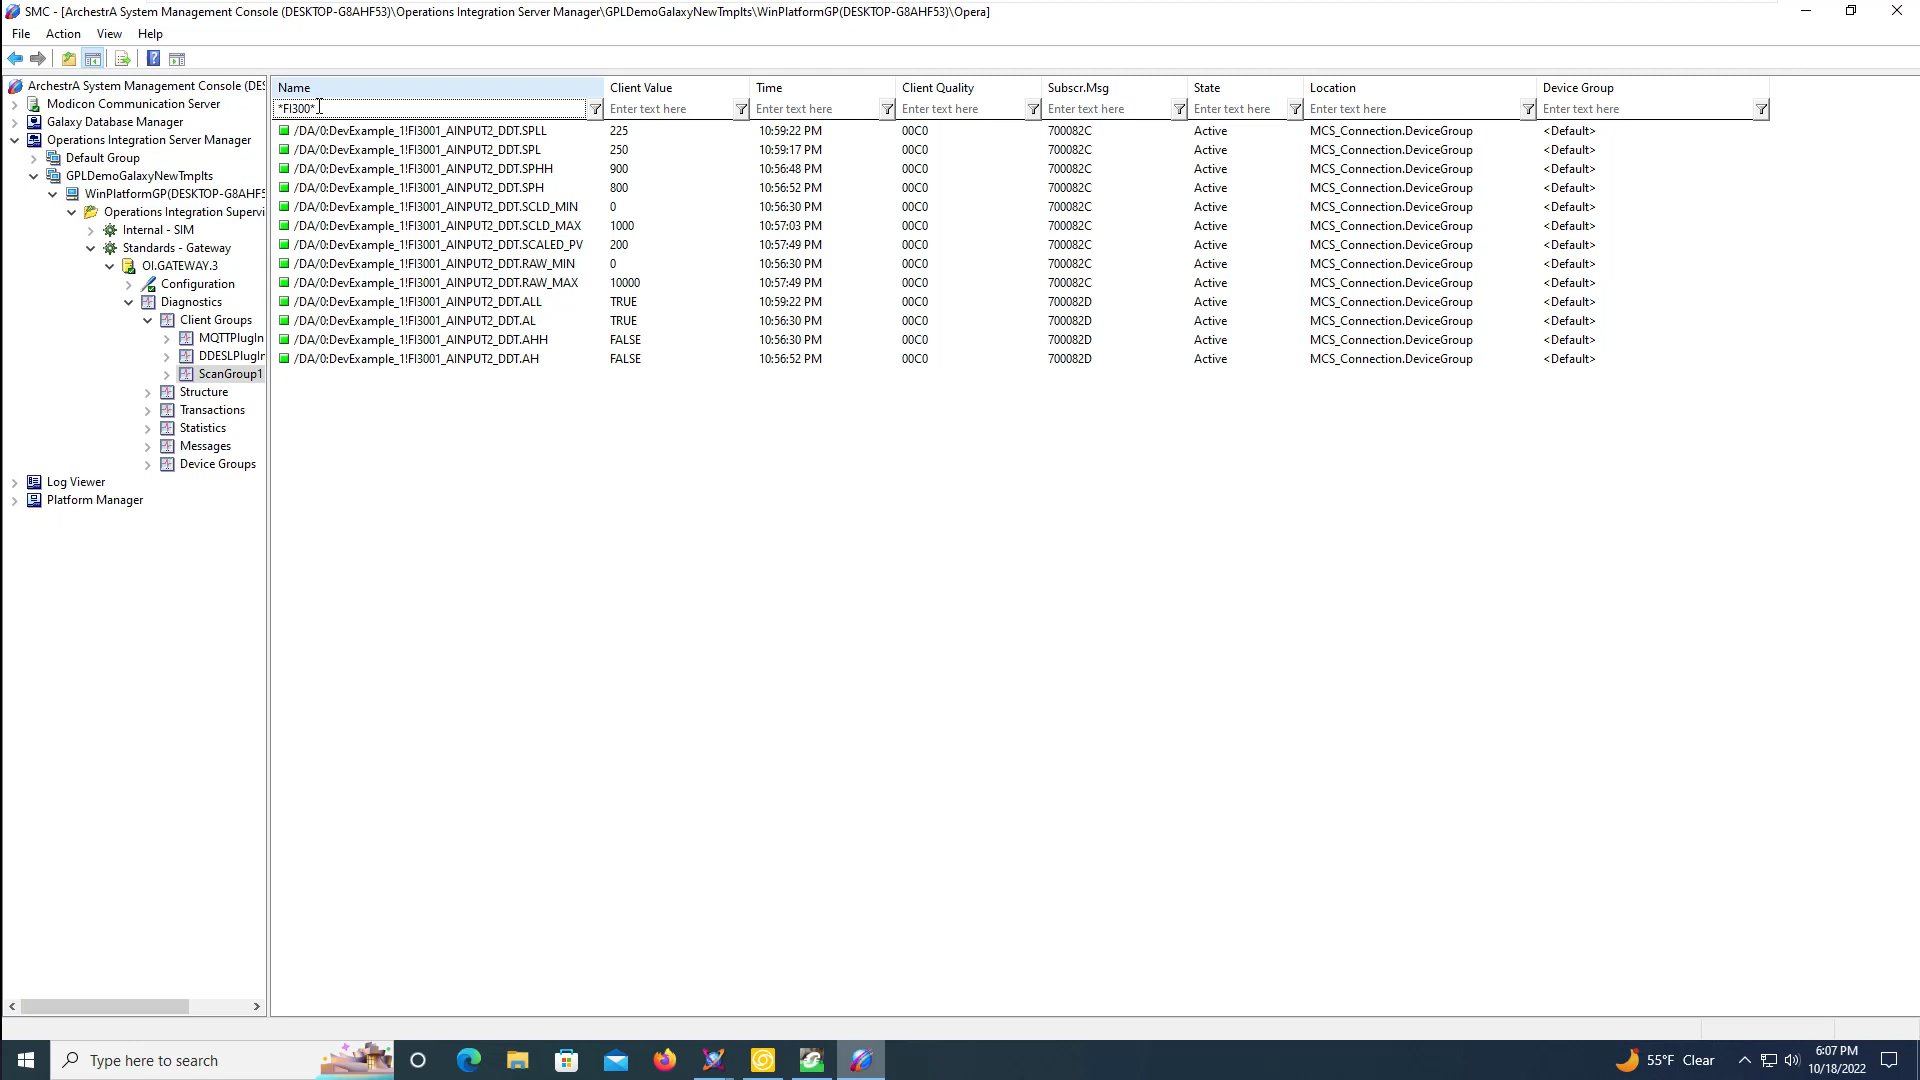 SMC - [ArchestrA System Management Console (DESKTOP-G8AHF53)\Operations Integration Server Manager\GPLDemoGalaxyNewTmplts\WinPlatformGP(DESKTOP-G8AHF53)\Opera]
File Action View Help
ArchestrA System Management Console (DES
Modicon Communication Server
Galaxy Database Manager
Operations Integration Server Manager
Default Group
GPLDemoGalaxyNewTmplts
WinPlatformGP(DESKTOP-G8AHF5
Operations Integration Supervi
Internal - SIM
Standards - Gateway
OI.GATEWAY.3
Configuration
Diagnostics
Client Groups
MQTTPlugIn
DDESLPlugIn
ScanGroup1
Structure
Transactions
Statistics
Messages
Device Groups
Log Viewer
Platform Manager
Name Client Value Time Client Quality Subscr.Msg State Location Device Group
*FI300* Enter text here Enter text here Enter text here Enter text here Enter text here Enter text here Enter text here
/DA/0:DevExample_1!FI3001_AINPUT2_DDT.SPLL 225 10:59:22 PM 00C0 700082C Active MCS_Connection.DeviceGroup <Default>
/DA/0:DevExample_1!FI3001_AINPUT2_DDT.SPL 250 10:59:17 PM 00C0 700082C Active MCS_Connection.DeviceGroup <Default>
/DA/0:DevExample_1!FI3001_AINPUT2_DDT.SPHH 900 10:56:48 PM 00C0 700082C Active MCS_Connection.DeviceGroup <Default>
/DA/0:DevExample_1!FI3001_AINPUT2_DDT.SPH 800 10:56:52 PM 00C0 700082C Active MCS_Connection.DeviceGroup <Default>
/DA/0:DevExample_1!FI3001_AINPUT2_DDT.SCLD_MIN 0 10:56:30 PM 00C0 700082C Active MCS_Connection.DeviceGroup <Default>
/DA/0:DevExample_1!FI3001_AINPUT2_DDT.SCLD_MAX 1000 10:57:03 PM 00C0 700082C Active MCS_Connection.DeviceGroup <Default>
/DA/0:DevExample_1!FI3001_AINPUT2_DDT.SCALED_PV 200 10:57:49 PM 00C0 700082C Active MCS_Connection.DeviceGroup <Default>
/DA/0:DevExample_1!FI3001_AINPUT2_DDT.RAW_MIN 0 10:56:30 PM 00C0 700082C Active MCS_Connection.DeviceGroup <Default>
/DA/0:DevExample_1!FI3001_AINPUT2_DDT.RAW_MAX 10000 10:57:49 PM 00C0 700082C Active MCS_Connection.DeviceGroup <Default>
/DA/0:DevExample_1!FI3001_AINPUT2_DDT.ALL TRUE 10:59:22 PM 00C0 700082D Active MCS_Connection.DeviceGroup <Default>
/DA/0:DevExample_1!FI3001_AINPUT2_DDT.AL TRUE 10:56:30 PM 00C0 700082D Active MCS_Connection.DeviceGroup <Default>
/DA/0:DevExample_1!FI3001_AINPUT2_DDT.AHH FALSE 10:56:30 PM 00C0 700082D Active MCS_Connection.DeviceGroup <Default>
/DA/0:DevExample_1!FI3001_AINPUT2_DDT.AH FALSE 10:56:52 PM 00C0 700082D Active MCS_Connection.DeviceGroup <Default>
Type here to search
55°F Clear
6:07 PM
10/18/2022